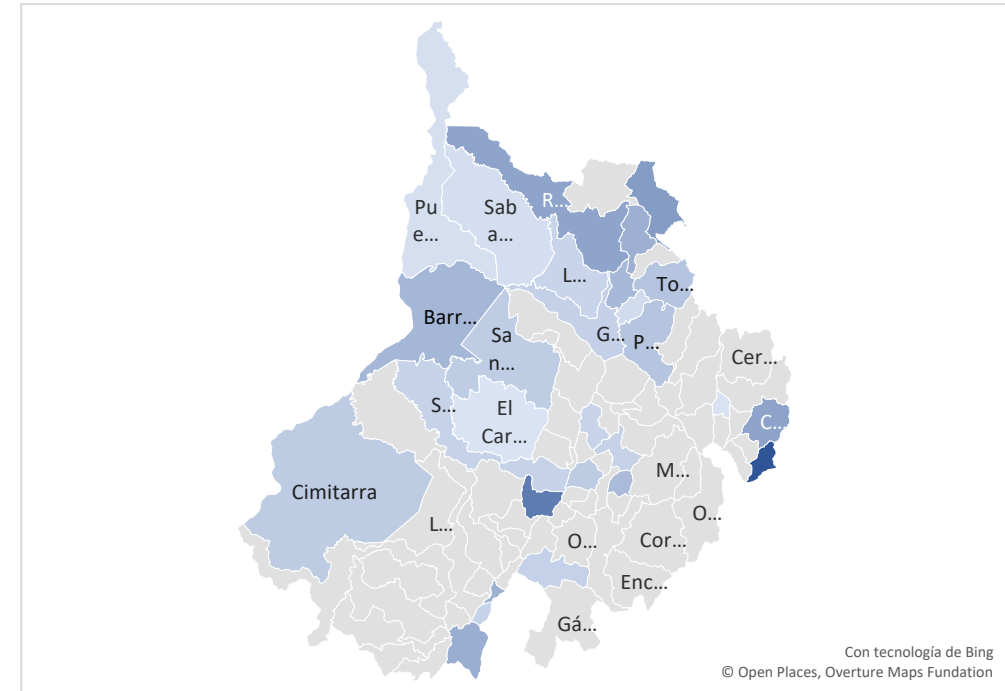 R...
Pu
e...
Sab
a...
L...
To...
Barr...
G...
P...
Sa
n...
Cer...
S...
El
Car...
C...
M...
Cimitarra
L...
O...
O...
Cor...
Enc...
Gá...
Con tecnología de Bing
© Open Places, Overture Maps Fundation